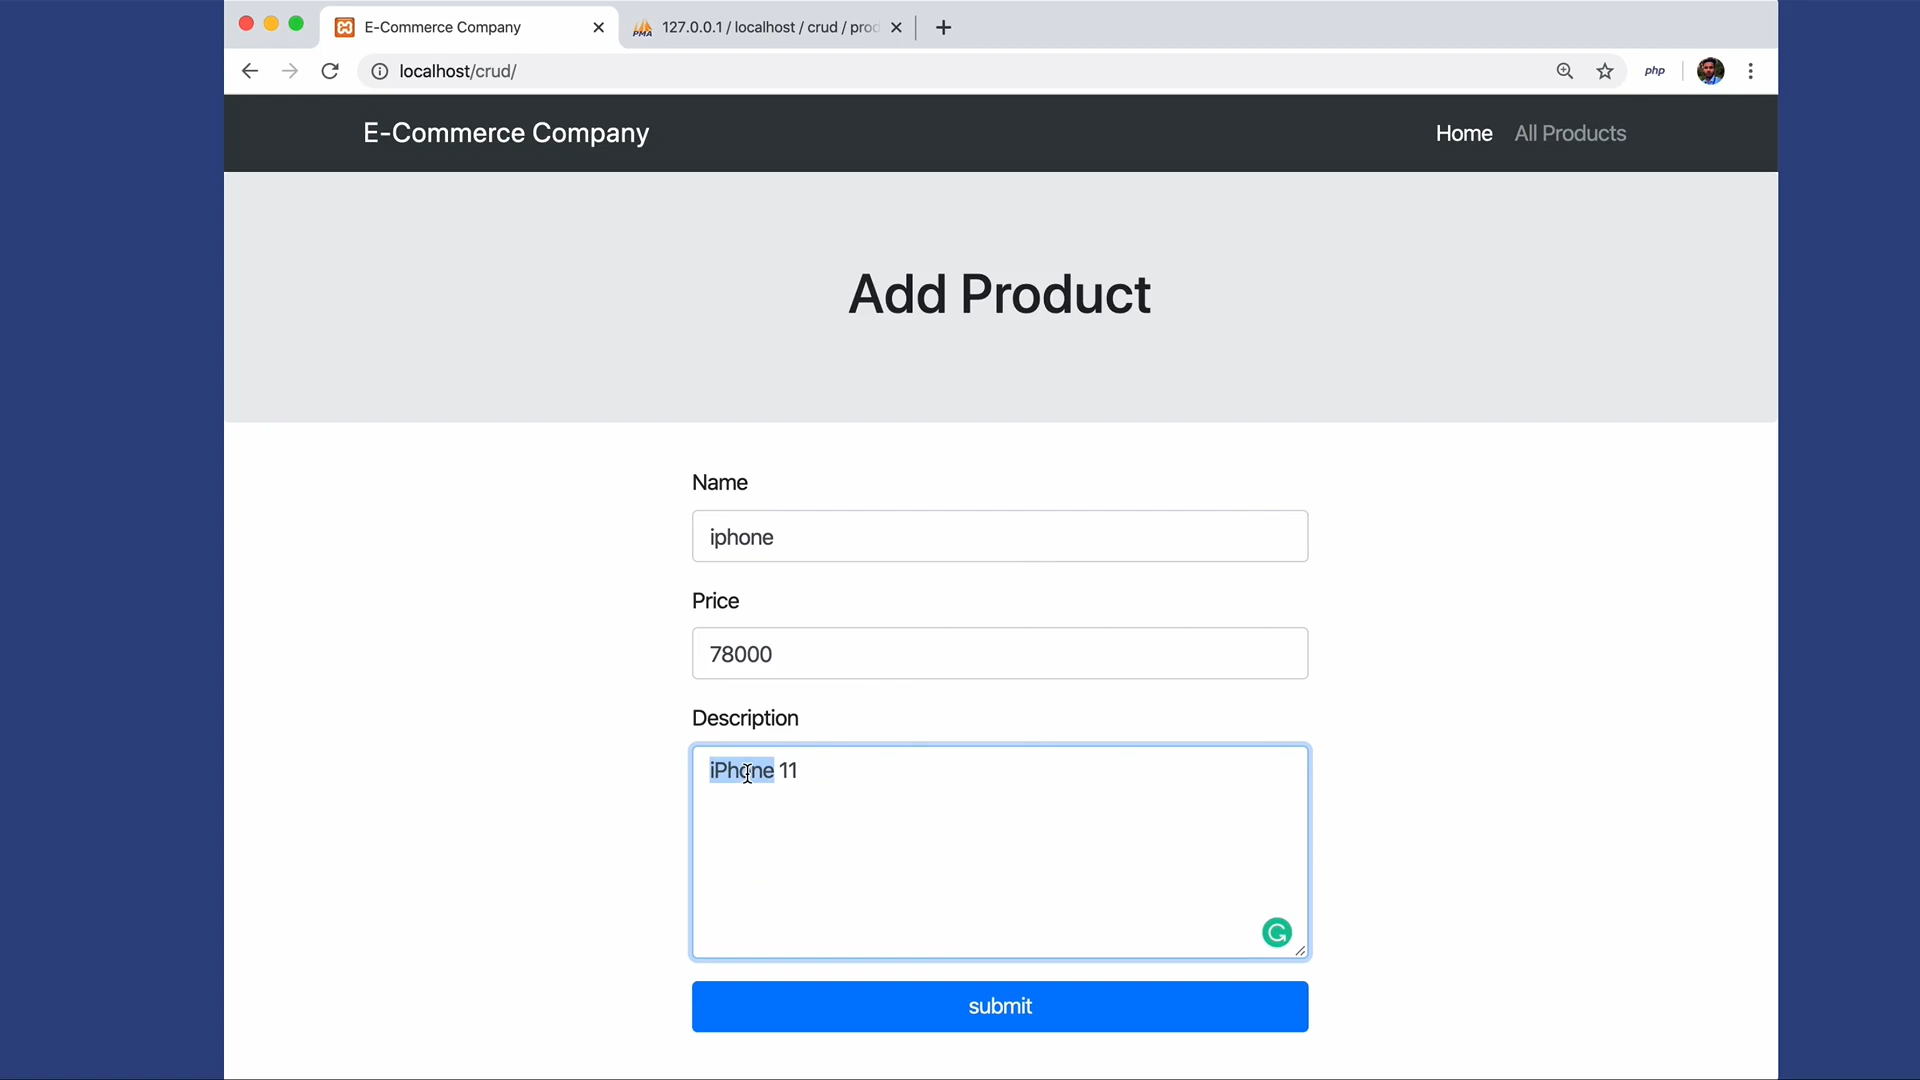 E-Commerce Company
127.0.0.1 / localhost / crud / prod
localhost/crud/
php
E-Commerce Company
Home
All Products
Add Product
Name
iphone
Price
78000
Description
iPhone 11
submit